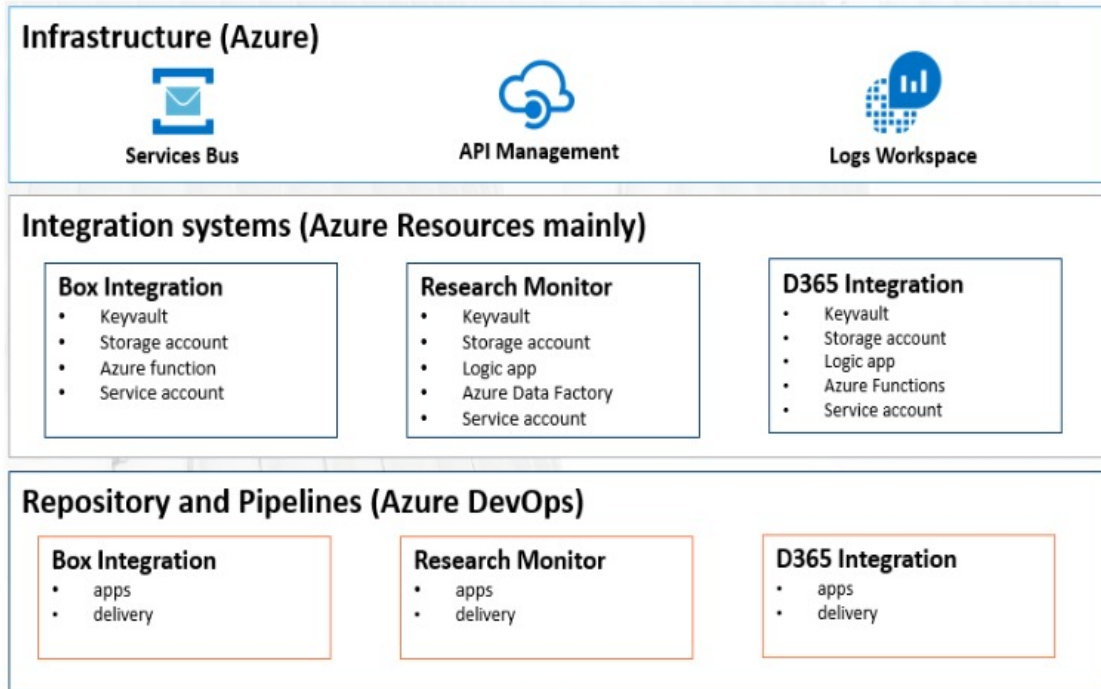 Infrastructure (Azure)
Services Bus
API Management
Logs Workspace
Integration systems (Azure Resources mainly)
Box Integration
• Keyvault
• Storage account
• Azure function
• Service account
Research Monitor
• Keyvault
• Storage account
• Logic app
• Azure Data Factory
• Service account
D365 Integration
• Keyvault
• Storage account
• Logic app
• Azure Functions
• Service account
Repository and Pipelines (Azure DevOps)
Box Integration
• apps
• delivery
Research Monitor
• apps
• delivery
D365 Integration
• apps
• delivery